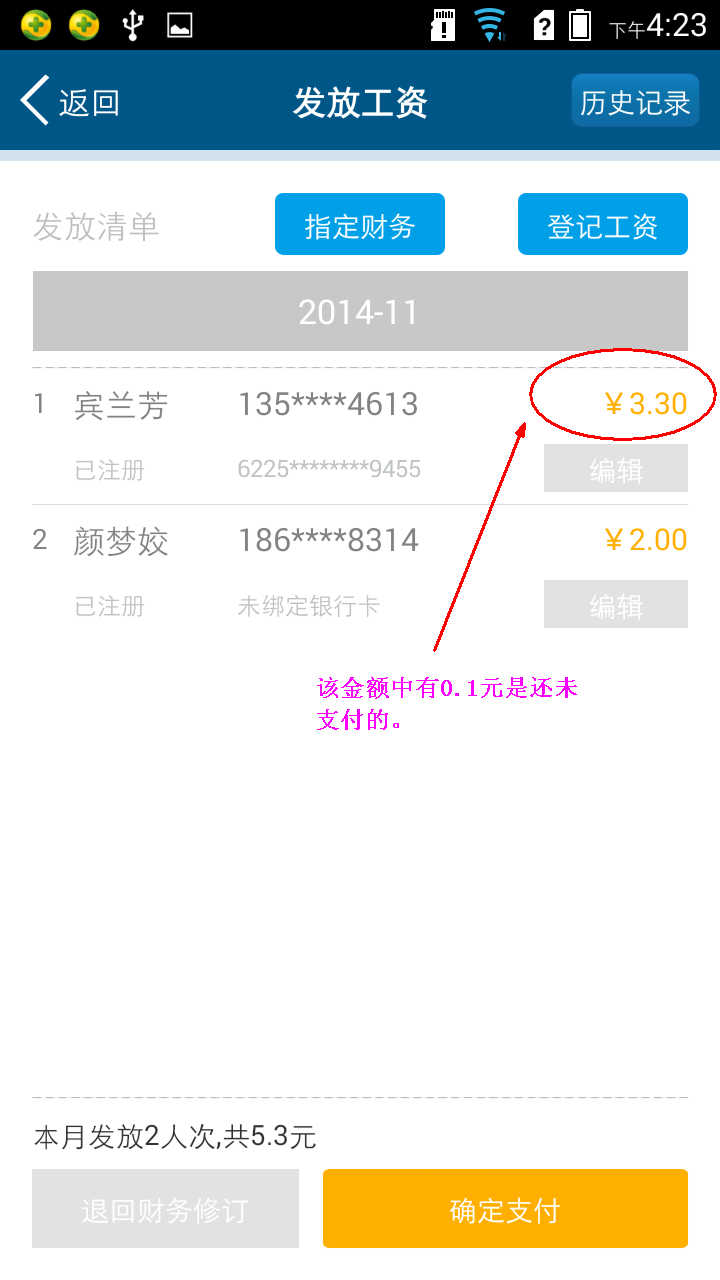 下午4:23
返回 发放工资 历史记录
发放清单 指定财务 登记工资
2014-11
1 宾兰芳 135****4613 ￥3.30
已注册 6225********9455 编辑
2 颜梦姣 186****8314 ￥2.00
已注册 未绑定银行卡 编辑
该金额中有0.1元是还未
支付的。
本月发放2人次,共5.3元
退回财务修订 确定支付